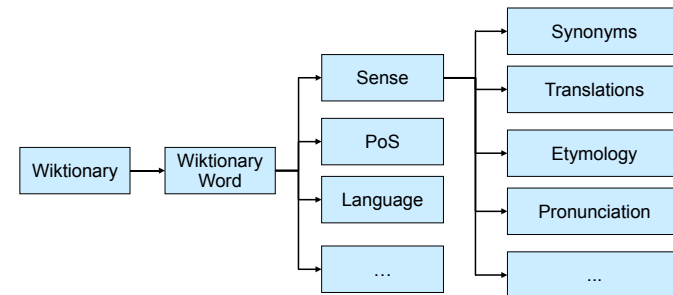 Wiktionary
Wiktionary
Word
Sense
PoS
Language
…
Synonyms
Translations
Etymology
Pronunciation
...